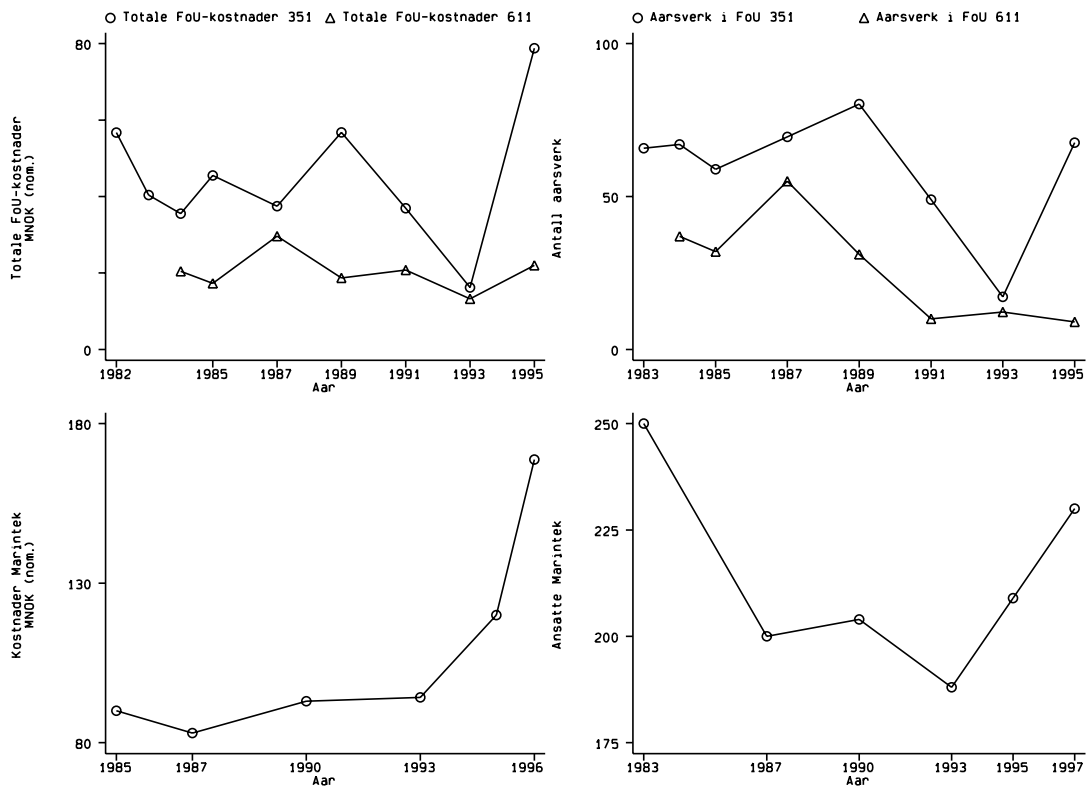 Totale FoU-kostnader 351 Totale FoU-kostnader 611
80
0
Totale FoU-kostnader
MNOK (nom.)
1982 1985 1987 1989 1991 1993 1995
Aar
Aarsverk i FoU 351 Aarsverk i FoU 611
100
50
0
Antall aarsverk
1983 1985 1987 1989 1991 1993 1995
Aar
180
130
80
Kostnader Marintek
MNOK (nom.)
1985 1987 1990 1993 1996
Aar
250
225
200
175
Ansatte Marintek
1983 1987 1990 1993 1995 1997
Aar